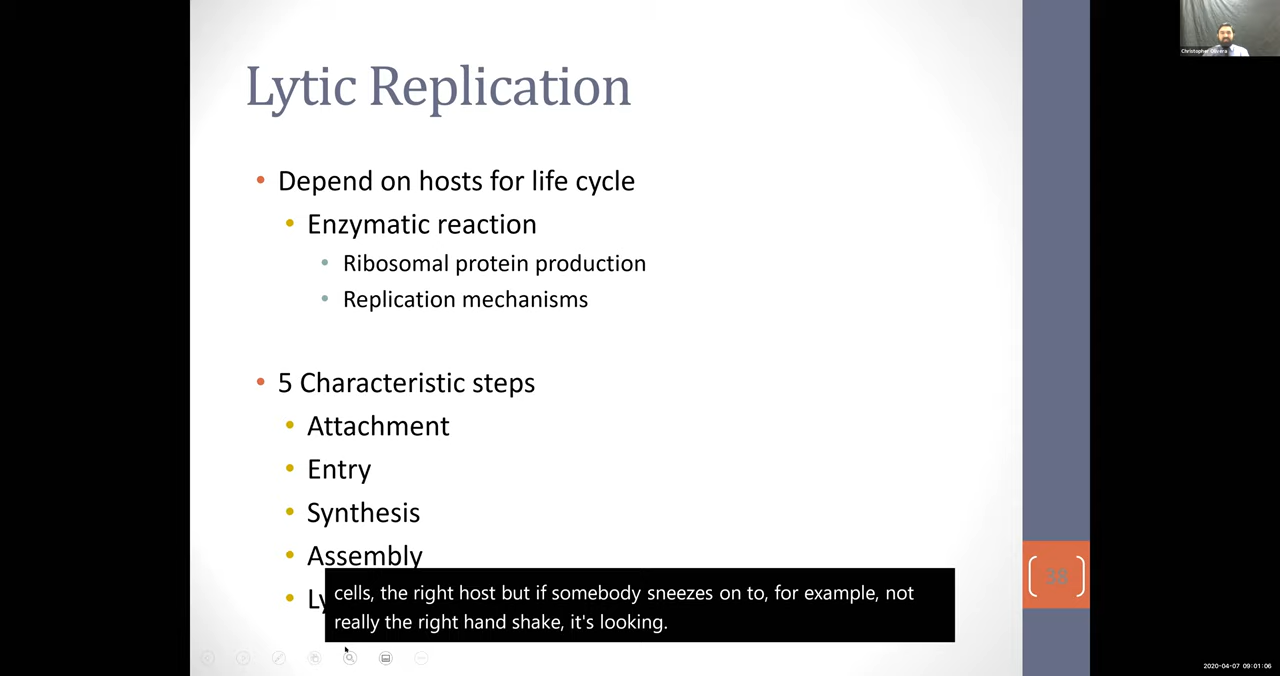 Christopher Olivera
Lytic Replication
• Depend on hosts for life cycle
• Enzymatic reaction
• Ribosomal protein production
• Replication mechanisms
• 5 Characteristic steps
• Attachment
• Entry
• Synthesis
• Assembly
• Ly
cells, the right host but if somebody sneezes on to, for example, not
really the right hand shake, it's looking.
38
2020-04-07 09:01:06